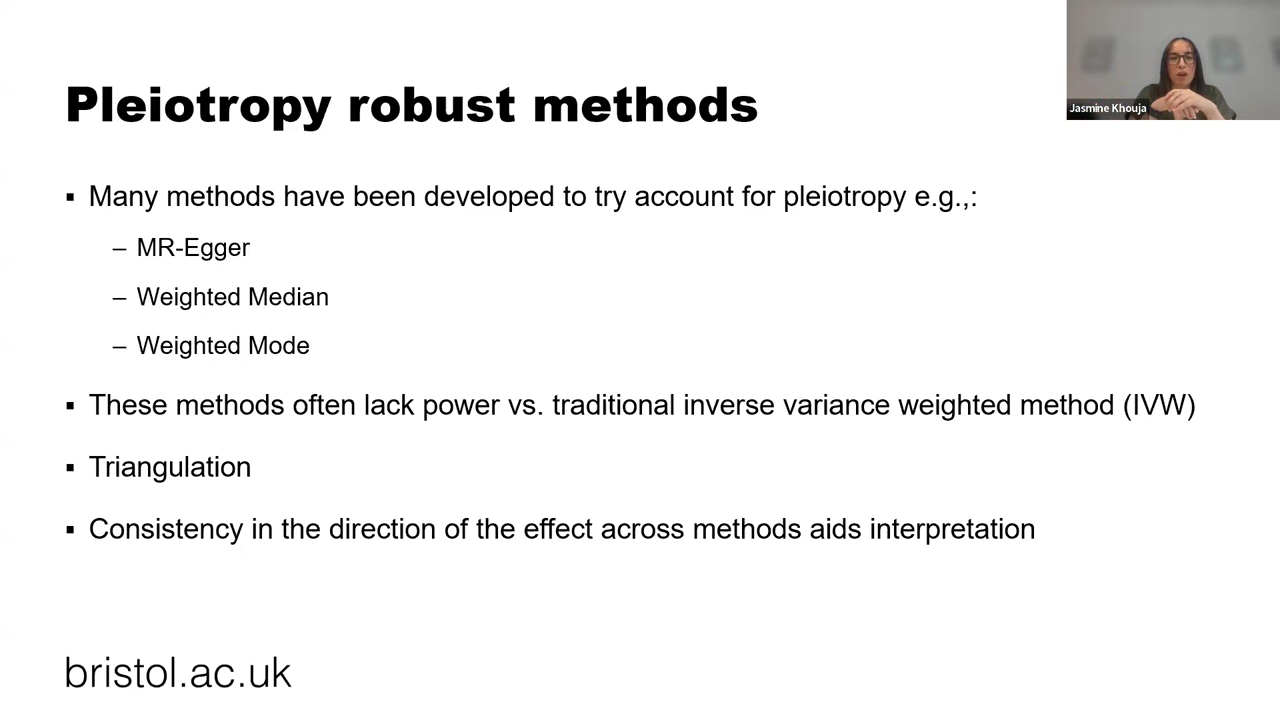 Jasmine Khouja
Pleiotropy robust methods
▪ Many methods have been developed to try account for pleiotropy e.g.,:
– MR-Egger
– Weighted Median
– Weighted Mode
▪ These methods often lack power vs. traditional inverse variance weighted method (IVW)
▪ Triangulation
▪ Consistency in the direction of the effect across methods aids interpretation
bristol.ac.uk